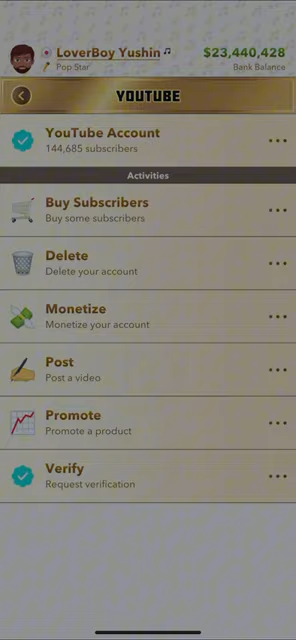 LoverBoy Yushin
$23,440,428
Pop Star
Bank Balance
YOUTUBE
YouTube Account
144,685 subscribers
Activities
Buy Subscribers
Buy some subscribers
Delete
Delete your account
Monetize
Monetize your account
Post
Post a video
Promote
Promote a product
Verify
Request verification